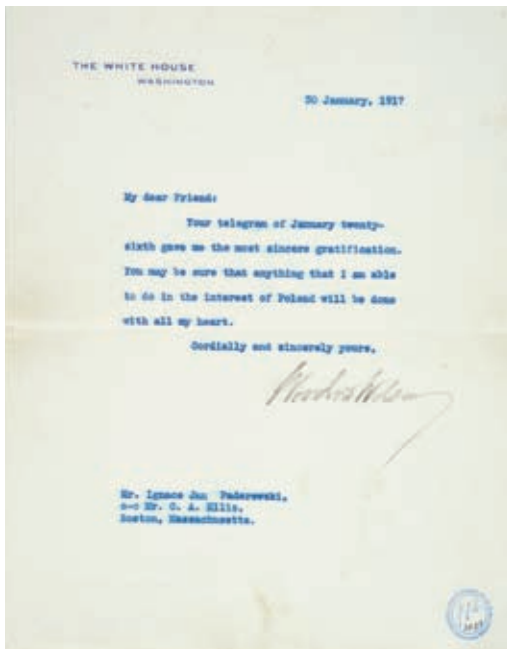 THE WHITE HOUSE
WASHINGTON
30 January, 1917
My dear Friend:
Your telegram of January twenty-
sixth gave me the most sincere gratification.
You may be sure that anything that I am able
to do in the interest of Poland will be done
with all my heart.
Cordially and sincerely yours,
Woodrow Wilson
Mr. Ignace Jan Paderewski,
c-o Mr. C. A. Ellis,
Boston, Massachusetts.